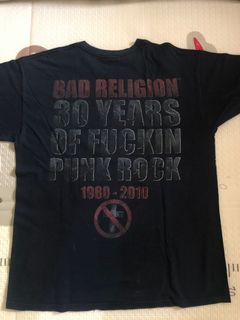 BAD RELIGION
30 YEARS
OF FUCKIN
PUNK ROCK
1980 - 2010